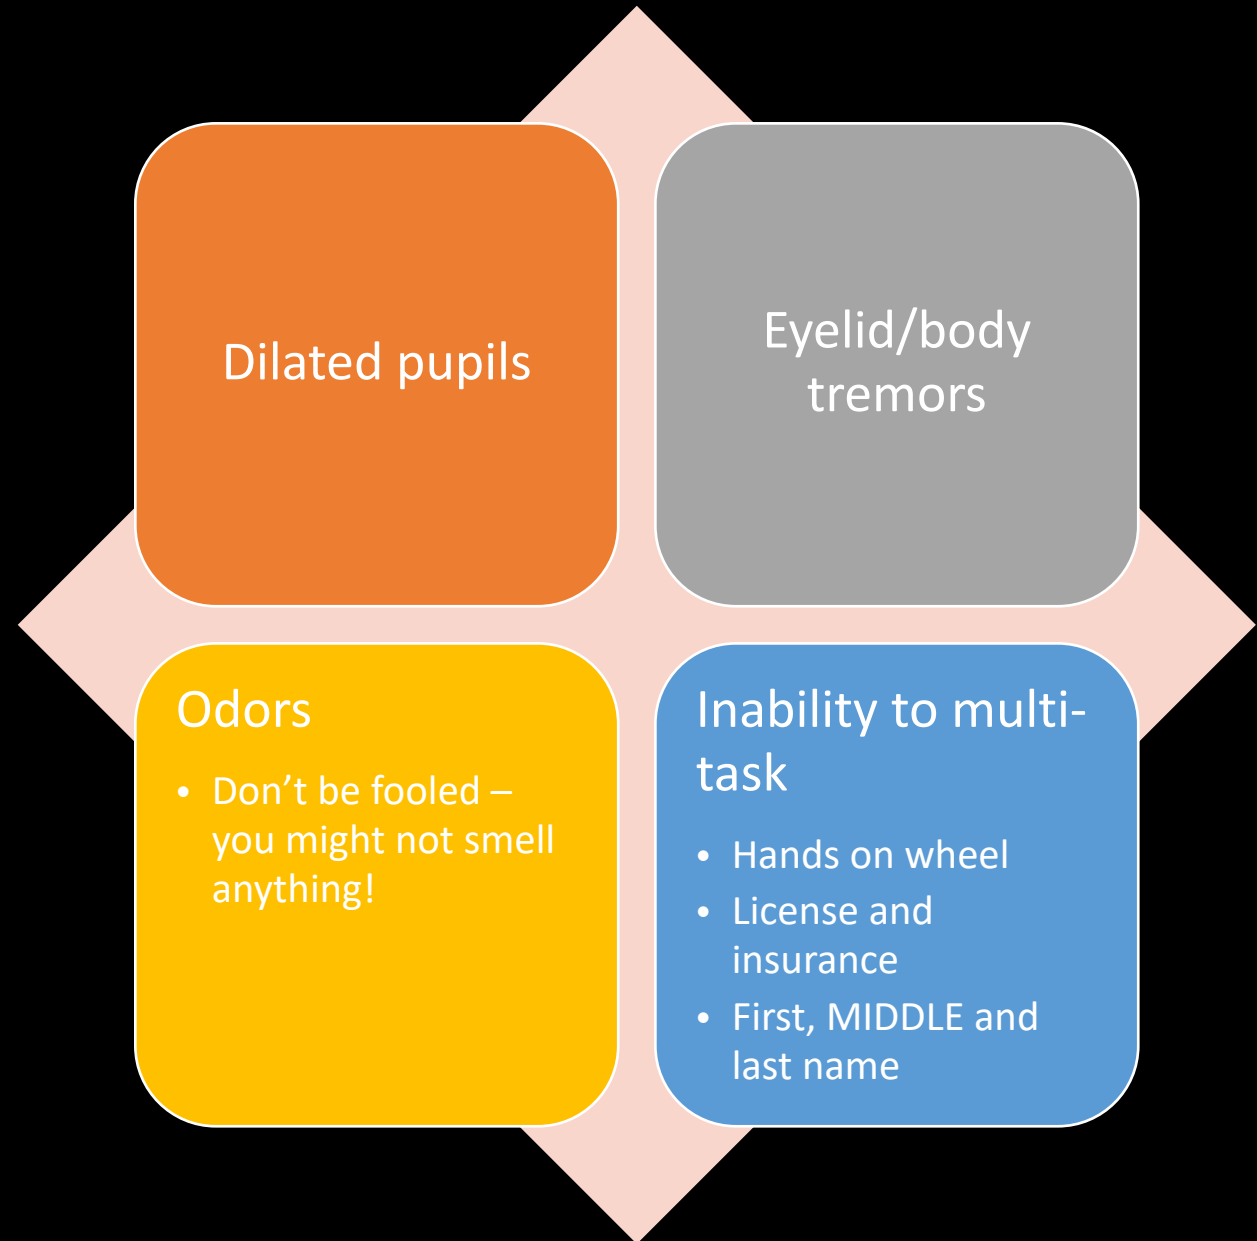 Dilated pupils
Eyelid/body
tremors
Odors
• Don’t be fooled –
you might not smell
anything!
Inability to multi-
task
• Hands on wheel
• License and
insurance
• First, MIDDLE and
last name